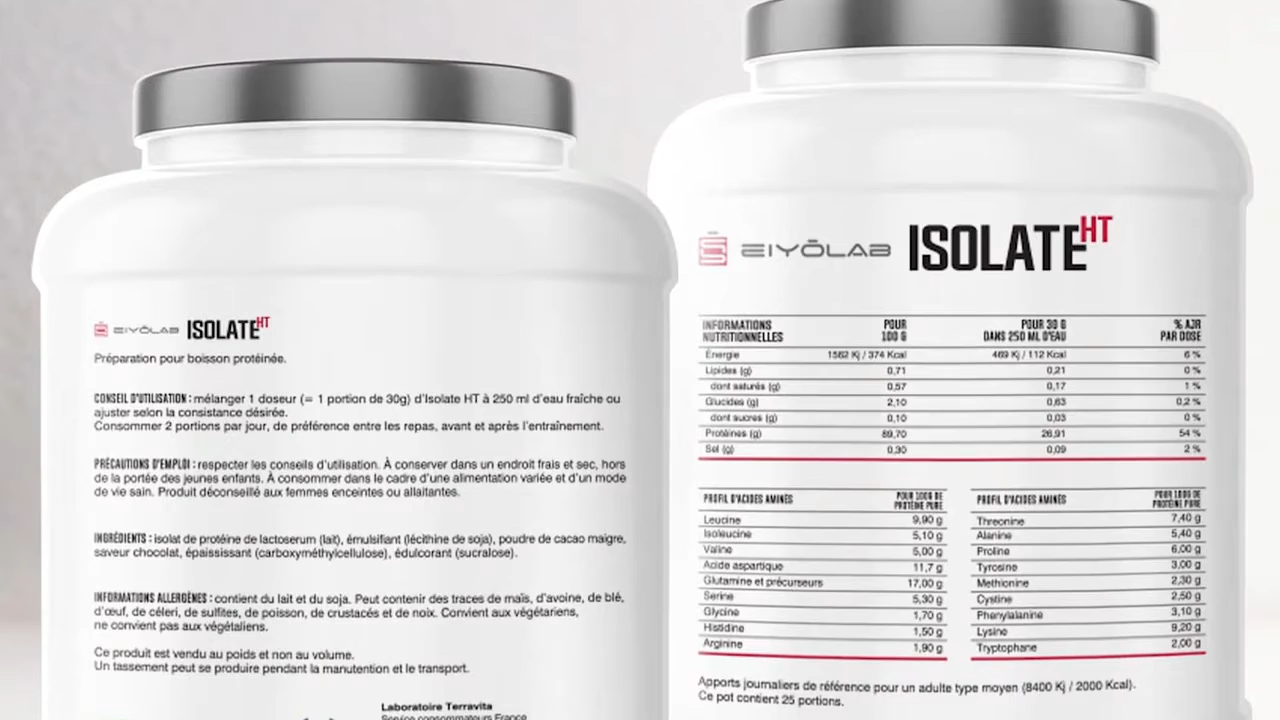 EIYŌLAB ISOLATE HT
Préparation pour boisson protéinée.
CONSEIL D'UTILISATION : mélanger 1 doseur (= 1 portion de 30g) d'Isolate HT à 250 ml d'eau fraîche ou
ajuster selon la consistance désirée.
Consommer 2 portions par jour, de préférence entre les repas, avant et après l'entraînement.
PRÉCAUTIONS D'EMPLOI : respecter les conseils d'utilisation. À conserver dans un endroit frais et sec, hors
de la portée des jeunes enfants. À consommer dans le cadre d'une alimentation variée et d'un mode
de vie sain. Produit déconseillé aux femmes enceintes ou allaitantes.
INGRÉDIENTS : isolat de protéine de lactoserum (lait), émulsifiant (lécithine de soja), poudre de cacao maigre,
saveur chocolat, épaississant (carboxyméthylcellulose), édulcorant (sucralose).
INFORMATIONS ALLERGÈNES : contient du lait et du soja. Peut contenir des traces de maïs, d'avoine, de blé,
d'œuf, de céleri, de sulfites, de poisson, de crustacés et de noix. Convient aux végétariens,
ne convient pas aux végétaliens.
Ce produit est vendu au poids et non au volume.
Un tassement peut se produire pendant la manutention et le transport.
Laboratoire Terravita
Service consommateurs France
EIYŌLAB ISOLATE HT
INFORMATIONS NUTRITIONNELLES POUR 100 G POUR 30 G DANS 250 ML D'EAU % AJR PAR DOSE
Énergie 1562 Kj / 374 Kcal 469 Kj / 112 Kcal 6 %
Lipides (g) 0,71 0,21 0 %
dont saturés (g) 0,57 0,17 1 %
Glucides (g) 2,10 0,63 0,2 %
dont sucres (g) 0,10 0,03 0 %
Protéines (g) 89,70 26,91 54 %
Sel (g) 0,30 0,09 2 %
PROFIL D'ACIDES AMINÉS POUR 100G DE PROTÉINE PURE
Leucine 9,90 g
Isoleucine 5,10 g
Valine 5,00 g
Acide aspartique 11,7 g
Glutamine et précurseurs 17,00 g
Serine 5,30 g
Glycine 1,70 g
Histidine 1,50 g
Arginine 1,90 g
PROFIL D'ACIDES AMINÉS POUR 100G DE PROTÉINE PURE
Threonine 7,40 g
Alanine 5,40 g
Proline 6,00 g
Tyrosine 3,00 g
Methionine 2,30 g
Cystine 2,50 g
Phenylalanine 3,10 g
Lysine 9,20 g
Tryptophane 2,00 g
Apports journaliers de référence pour un adulte type moyen (8400 Kj / 2000 Kcal).
Ce pot contient 25 portions.